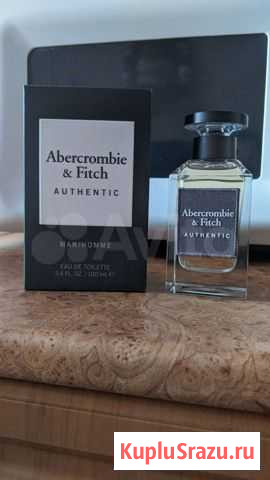 Abercrombie
& Fitch
AUTHENTIC
MAN|HOMME
EAU DE TOILETTE
3.4 FL. OZ. / 100 ML ℮
Abercrombie
& Fitch
AUTHENTIC
Avito
KupluSrazu.ru